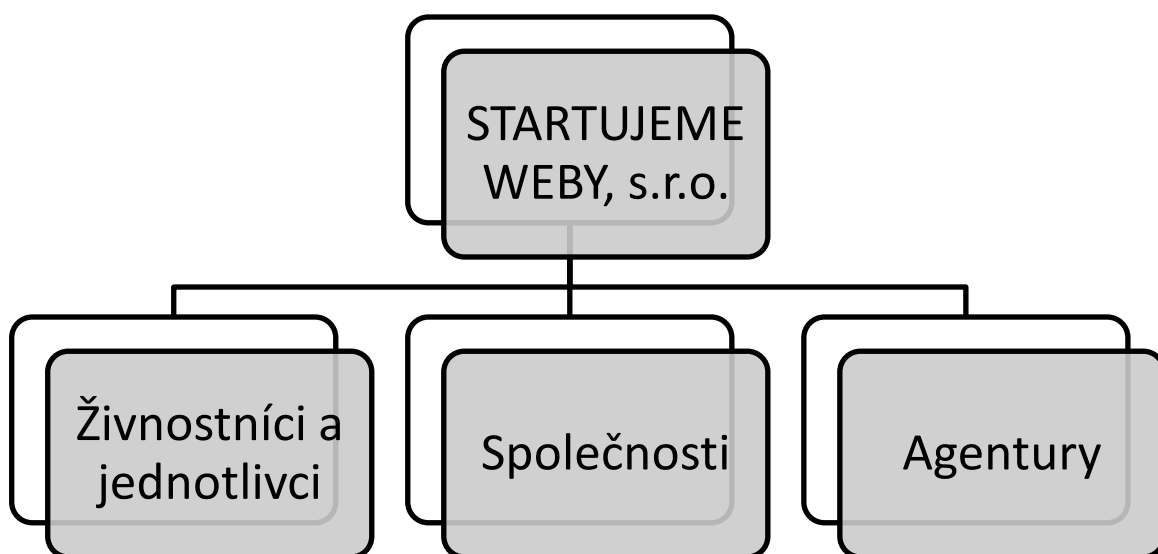 STARTUJEME
WEBY, s.r.o.
Živnostníci a
jednotlivci
Společnosti
Agentury